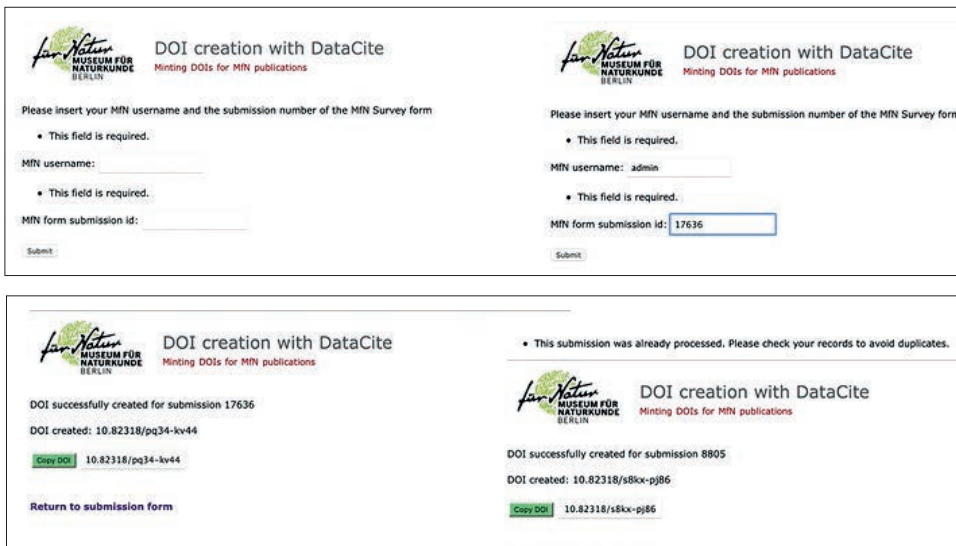 für Natur
MUSEUM FÜR
NATURKUNDE
BERLIN
DOI creation with DataCite
Minting DOIs for MfN publications
Please insert your MfN username and the submission number of the MfN Survey form
• This field is required.
MfN username:
• This field is required.
MfN form submission id:
Submit
für Natur
MUSEUM FÜR
NATURKUNDE
BERLIN
DOI creation with DataCite
Minting DOIs for MfN publications
Please insert your MfN username and the submission number of the MfN Survey form
• This field is required.
MfN username: admin
• This field is required.
MfN form submission id: 17636
Submit
für Natur
MUSEUM FÜR
NATURKUNDE
BERLIN
DOI creation with DataCite
Minting DOIs for MfN publications
DOI successfully created for submission 17636
DOI created: 10.82318/pq34-kv44
Copy DOI 10.82318/pq34-kv44
Return to submission form
• This submission was already processed. Please check your records to avoid duplicates.
für Natur
MUSEUM FÜR
NATURKUNDE
BERLIN
DOI creation with DataCite
Minting DOIs for MfN publications
DOI successfully created for submission 8805
DOI created: 10.82318/s8kx-pj86
Copy DOI 10.82318/s8kx-pj86